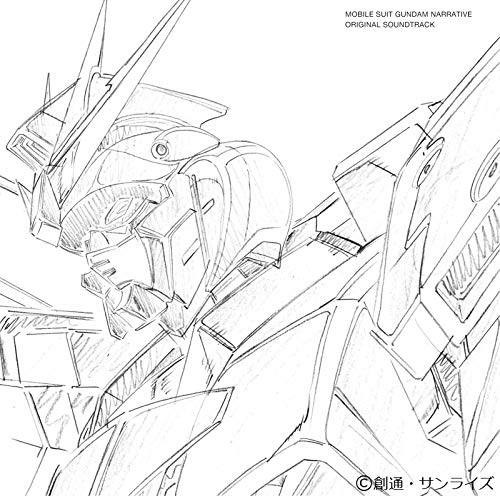 MOBILE SUIT GUNDAM NARRATIVE
ORIGINAL SOUNDTRACK
©創通・サンライズ